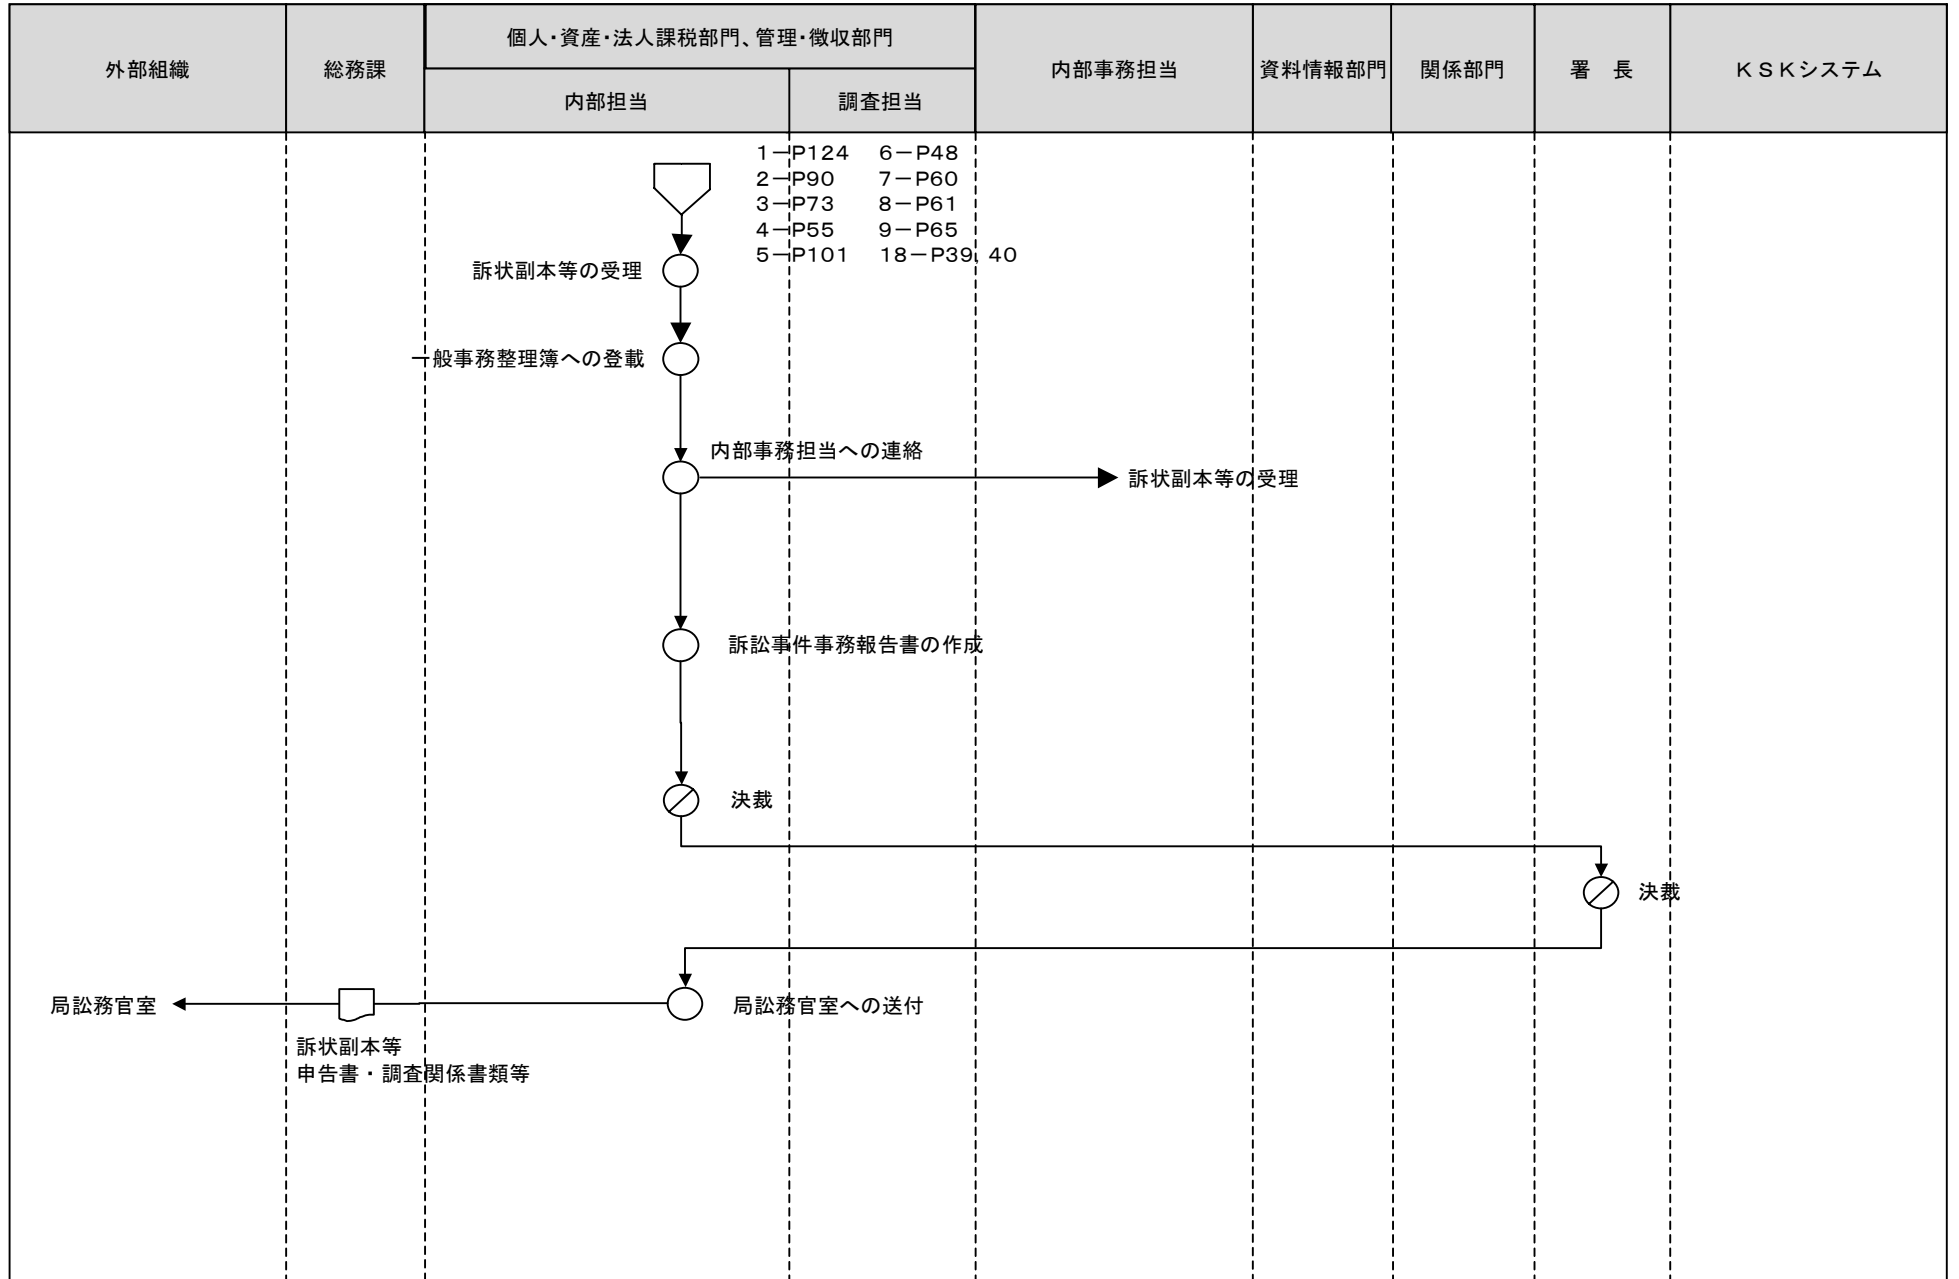 外部組織
総務課
個人・資産・法人課税部門、管理・徴収部門
内部担当
調査担当
内部事務担当
資料情報部門
関係部門
署　長
ＫＳＫシステム
１－Ｐ１２４　６－Ｐ４８
２－Ｐ９０　７－Ｐ６０
３－Ｐ７３　８－Ｐ６１
４－Ｐ５５　９－Ｐ６５
５－Ｐ１０１　１８－Ｐ３９，４０
訴状副本等の受理
一般事務整理簿への登載
内部事務担当への連絡
訴状副本等の受理
訴訟事件事務報告書の作成
決裁
決裁
局訟務官室
局訟務官室への送付
訴状副本等
申告書・調査関係書類等